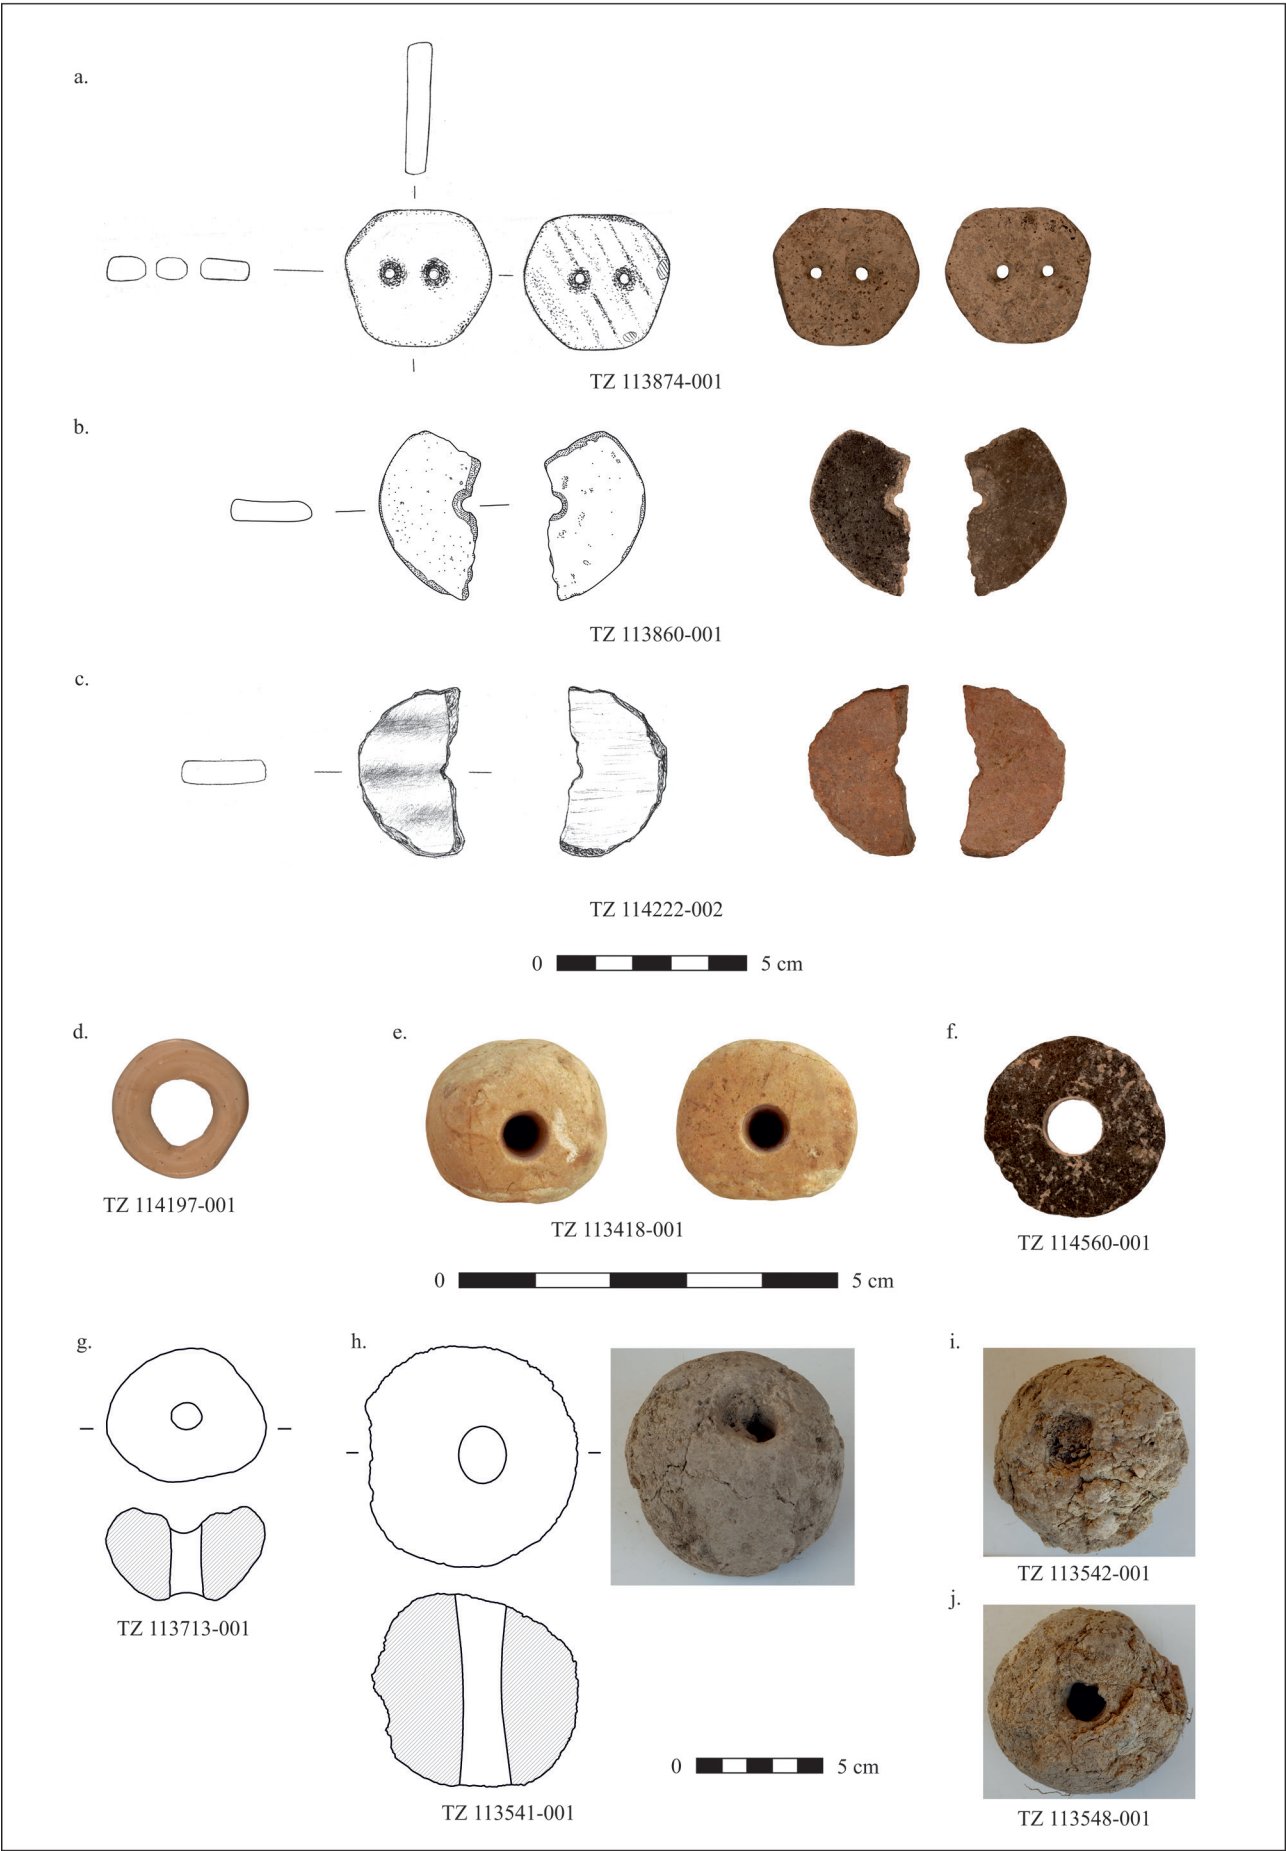 a.
TZ 113874-001
b.
TZ 113860-001
c.
TZ 114222-002
0 5 cm
d. e. f.
TZ 114197-001
TZ 113418-001
TZ 114560-001
0 5 cm
g. h. i.
TZ 113542-001
j.
TZ 113713-001
0 5 cm
TZ 113541-001
TZ 113548-001